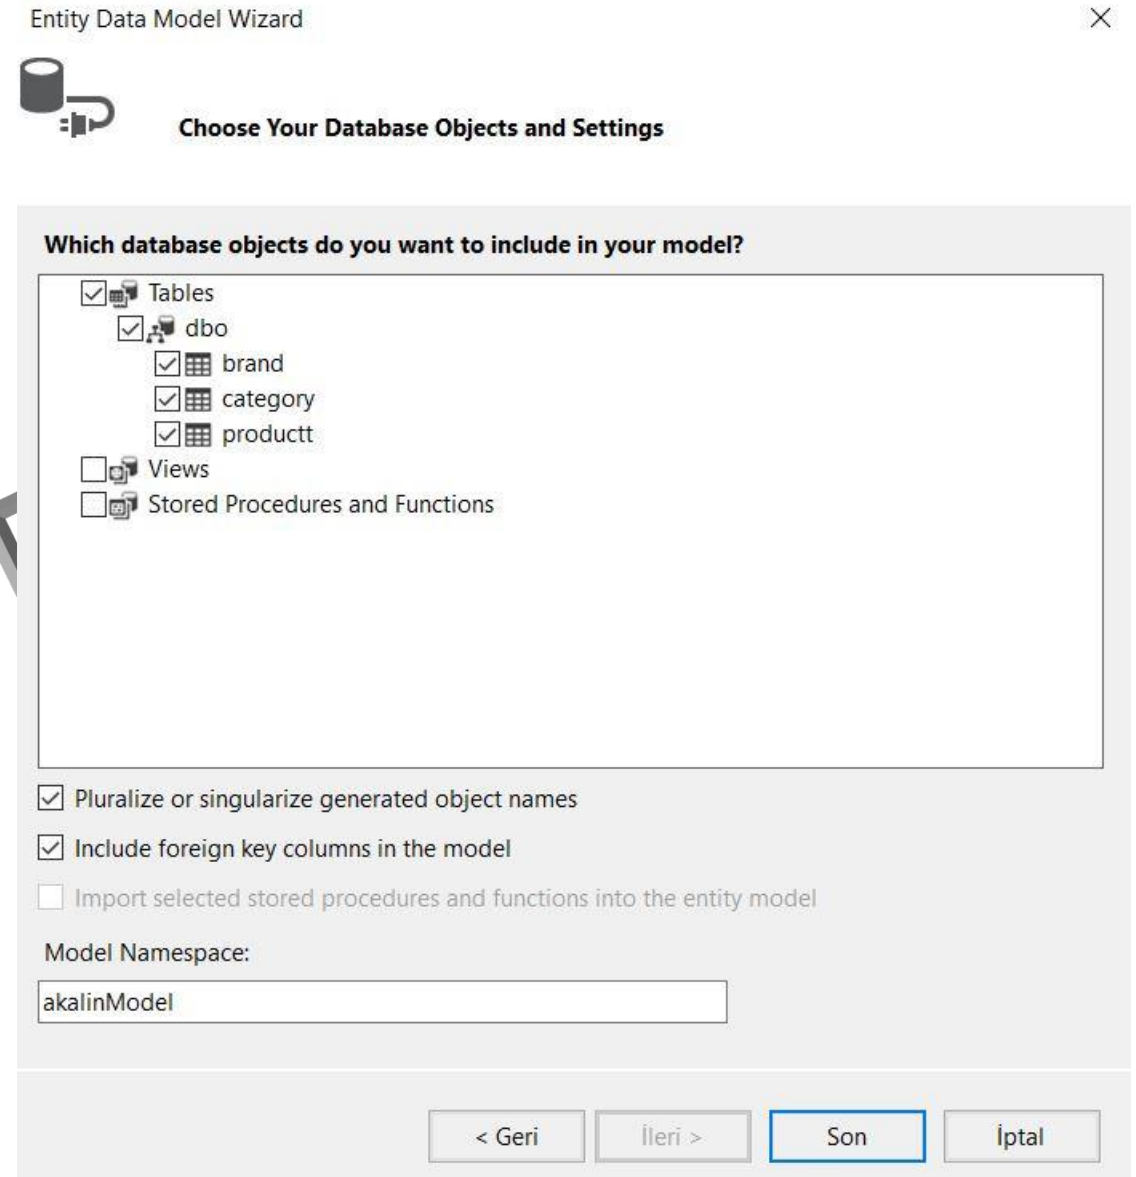 Entity Data Model Wizard
Choose Your Database Objects and Settings
Which database objects do you want to include in your model?
Tables
dbo
brand
category
productt
Views
Stored Procedures and Functions
Pluralize or singularize generated object names
Include foreign key columns in the model
Import selected stored procedures and functions into the entity model
Model Namespace:
akalinModel
< Geri İleri > Son İptal